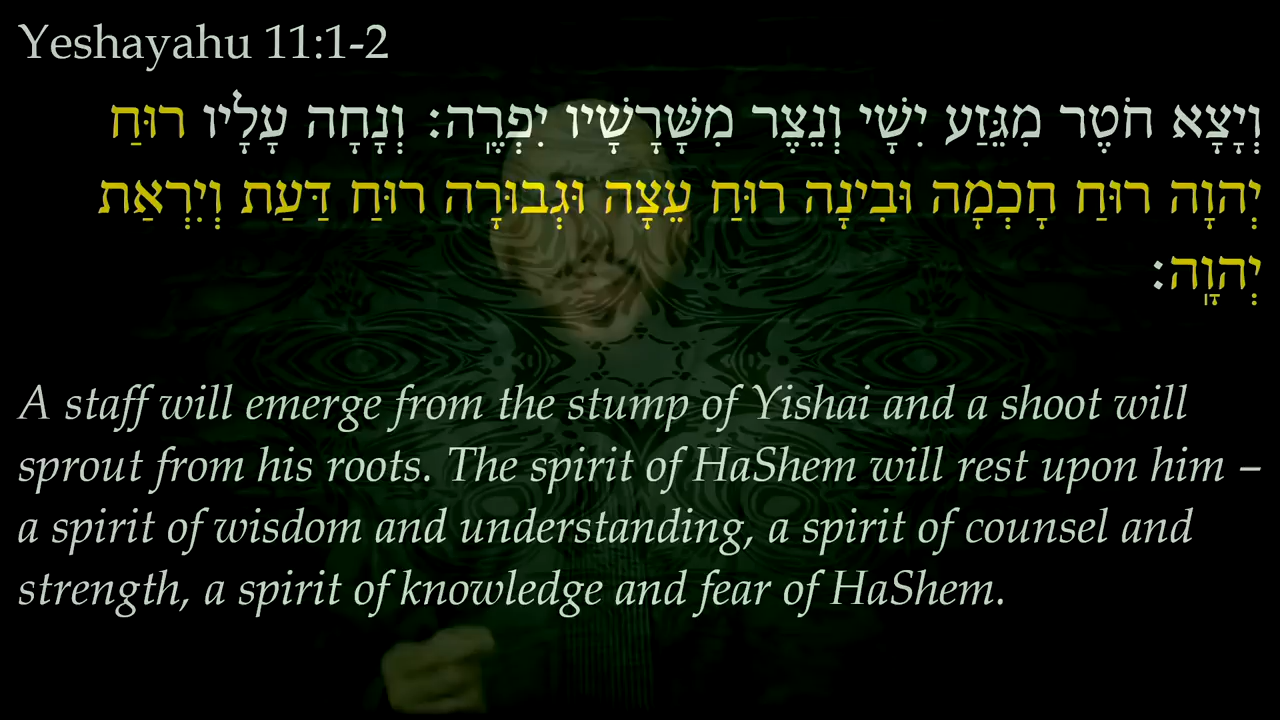 Yeshayahu 11:1-2
וְיָצָא חֹטֶר מִגֵּזַע יִשָׁי וְנֵצֶר מִשָּׁרָשָׁיו יִפְרֶֽה׃ וְנָחָה עָלָיו רוּחַ
יְהוָה רוּחַ חָכְמָה וּבִינָה רוּחַ עֵצָה וּגְבוּרָה רוּחַ דַּעַת וְיִרְאַת
יְהוָֽה׃
A staff will emerge from the stump of Yishai and a shoot will
sprout from his roots. The spirit of HaShem will rest upon him –
a spirit of wisdom and understanding, a spirit of counsel and
strength, a spirit of knowledge and fear of HaShem.